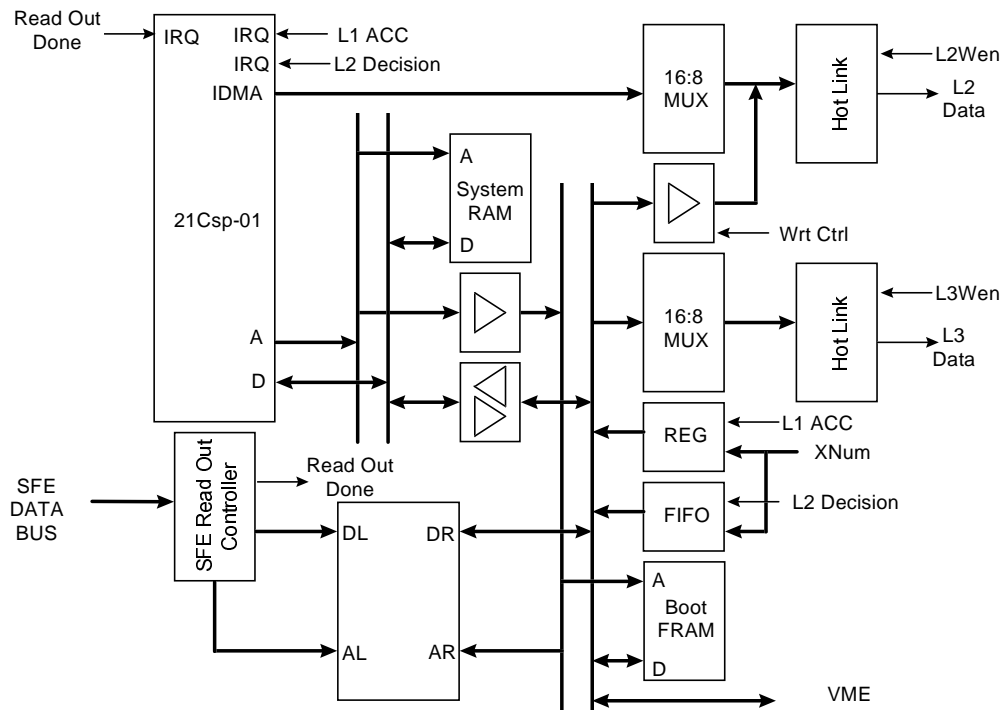 Read Out
Done
IRQ
IRQ
L1 ACC
IRQ
L2 Decision
IDMA
21Csp-01
A
D
A
System
RAM
D
16:8
MUX
Hot Link
L2Wen
L2
Data
Wrt Ctrl
16:8
MUX
Hot Link
L3Wen
L3
Data
REG
L1 ACC
XNum
FIFO
L2 Decision
SFE
DATA
BUS
SFE Read Out
Controller
Read Out
Done
DL
DR
AL
AR
A
Boot
FRAM
D
VME